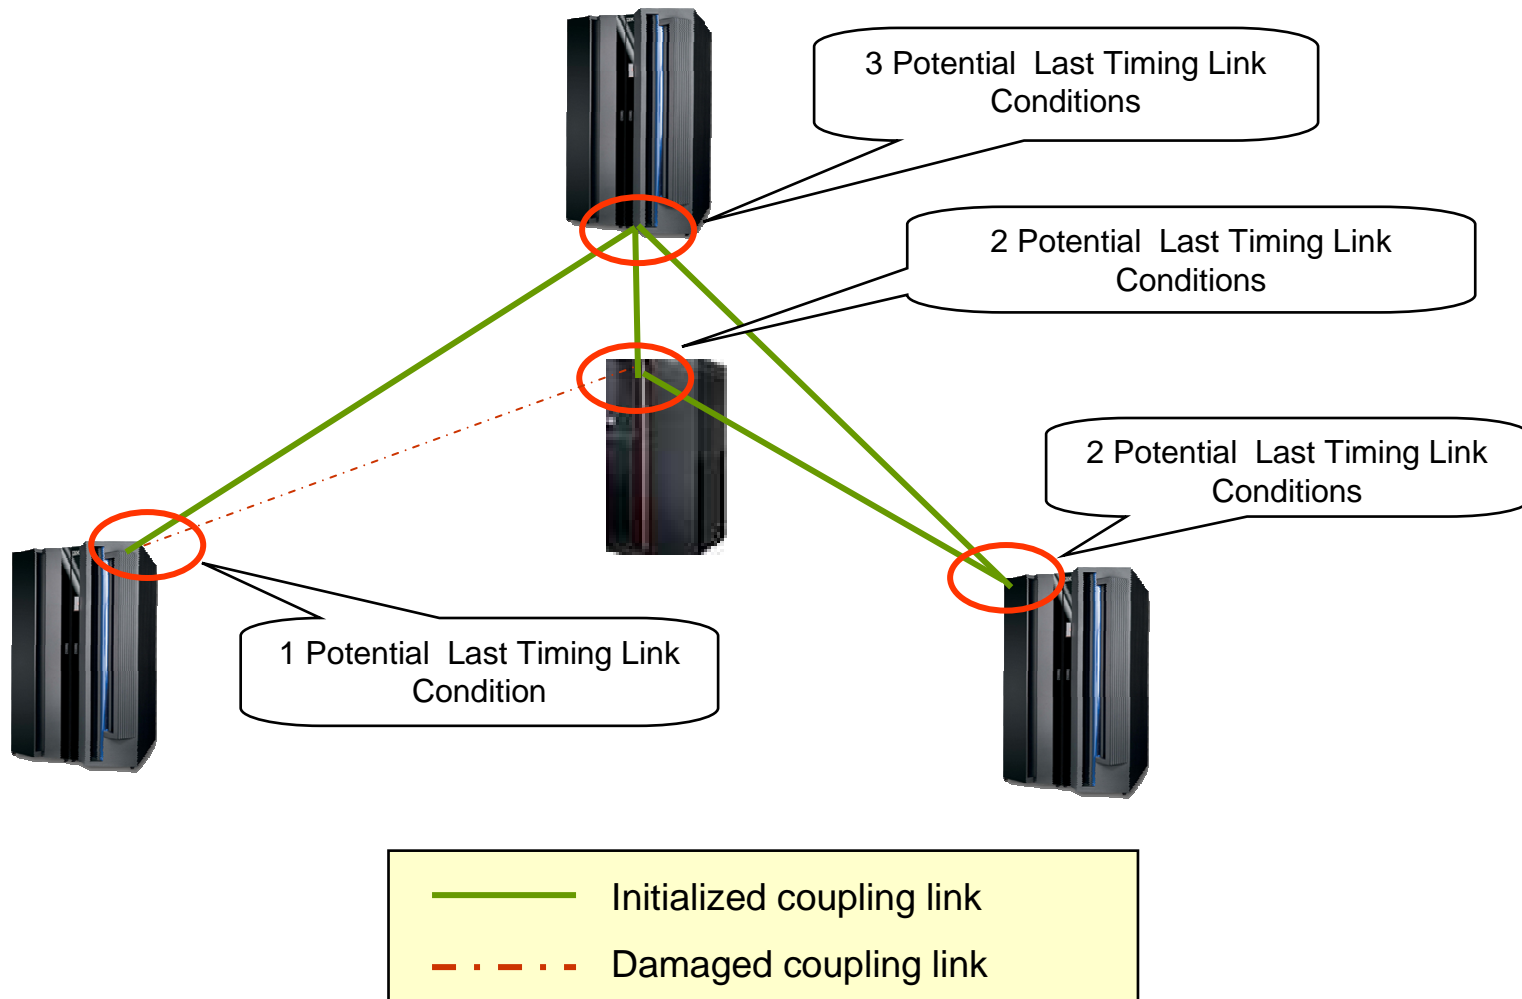 3 Potential Last Timing Link
Conditions
2 Potential Last Timing Link
Conditions
2 Potential Last Timing Link
Conditions
1 Potential Last Timing Link
Condition
Initialized coupling link
Damaged coupling link